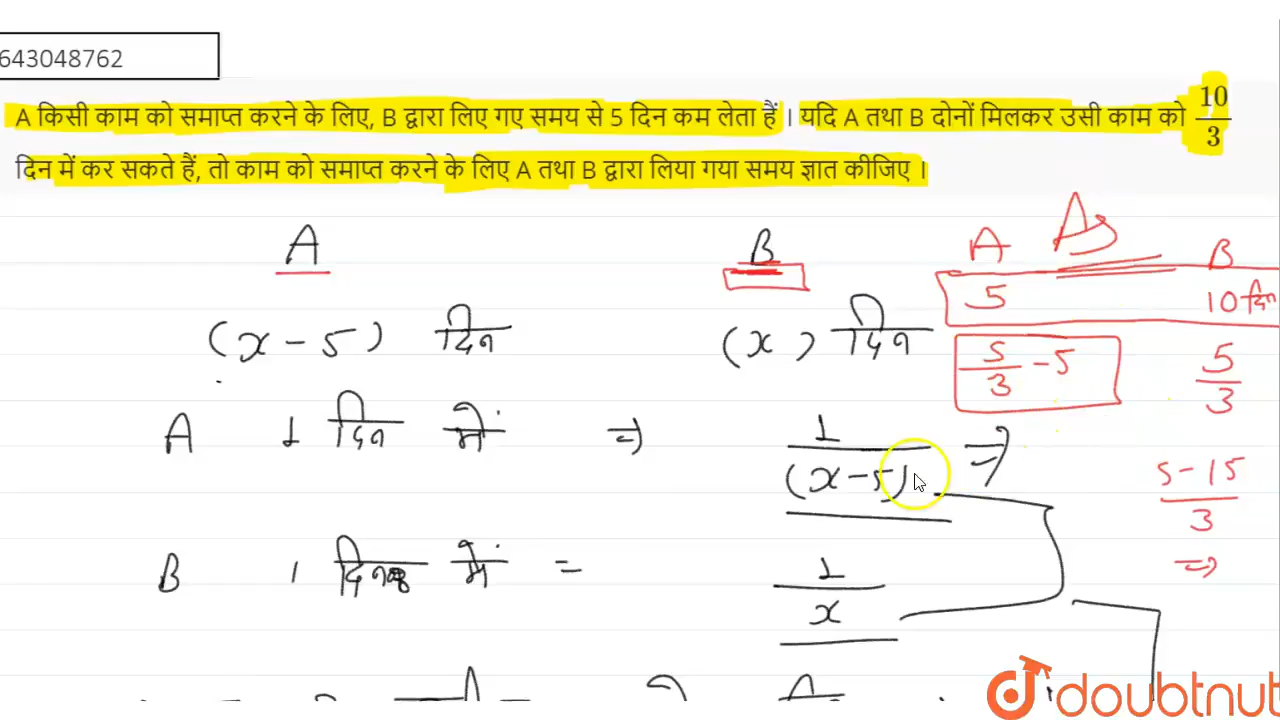 643048762
A किसी काम को समाप्त करने के लिए, B द्वारा लिए गए समय से 5 दिन कम लेता हैं । यदि A तथा B दोनों मिलकर उसी काम को 10/3
दिन में कर सकते हैं, तो काम को समाप्त करने के लिए A तथा B द्वारा लिया गया समय ज्ञात कीजिए ।
A B A As B
5 10 दिन
(x-5) दिन (x) दिन
5/3 -5 5/3
A 1 दिन में ⇒ 1/(x-5) ⇒
5-15/3
⇒
B 1 दिन में = 1/x
doubtnut